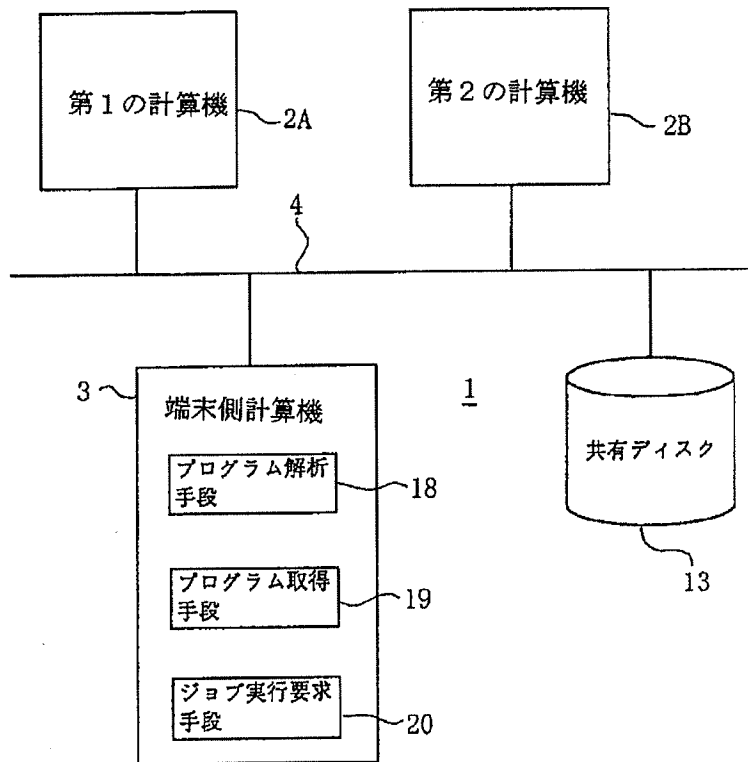 第1の計算機
2A
第2の計算機
2B
4
3
端末側計算機
プログラム解析
手段
18
プログラム取得
手段
19
ジョブ実行要求
手段
20
1
共有ディスク
13